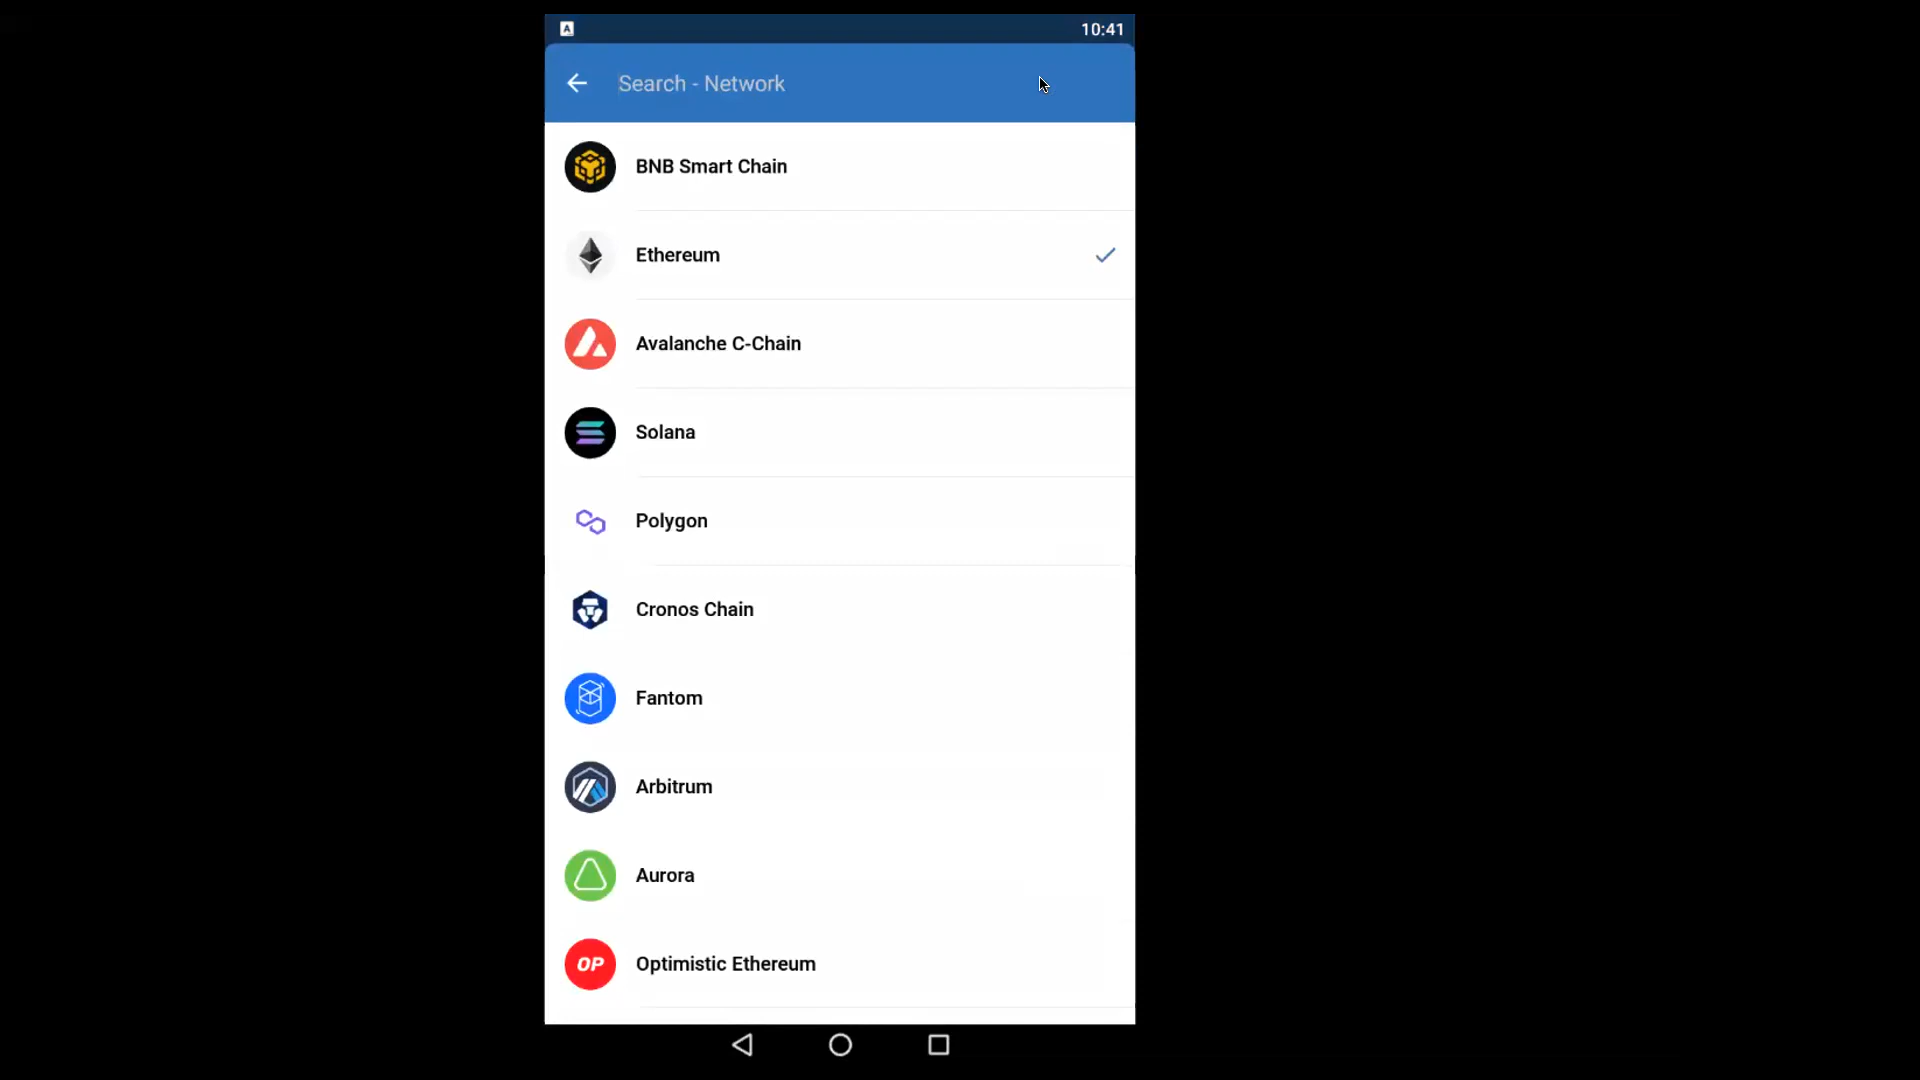 A
10:41
Search - Network
BNB Smart Chain
Ethereum
Avalanche C-Chain
Solana
Polygon
Cronos Chain
Fantom
Arbitrum
Aurora
OP
Optimistic Ethereum